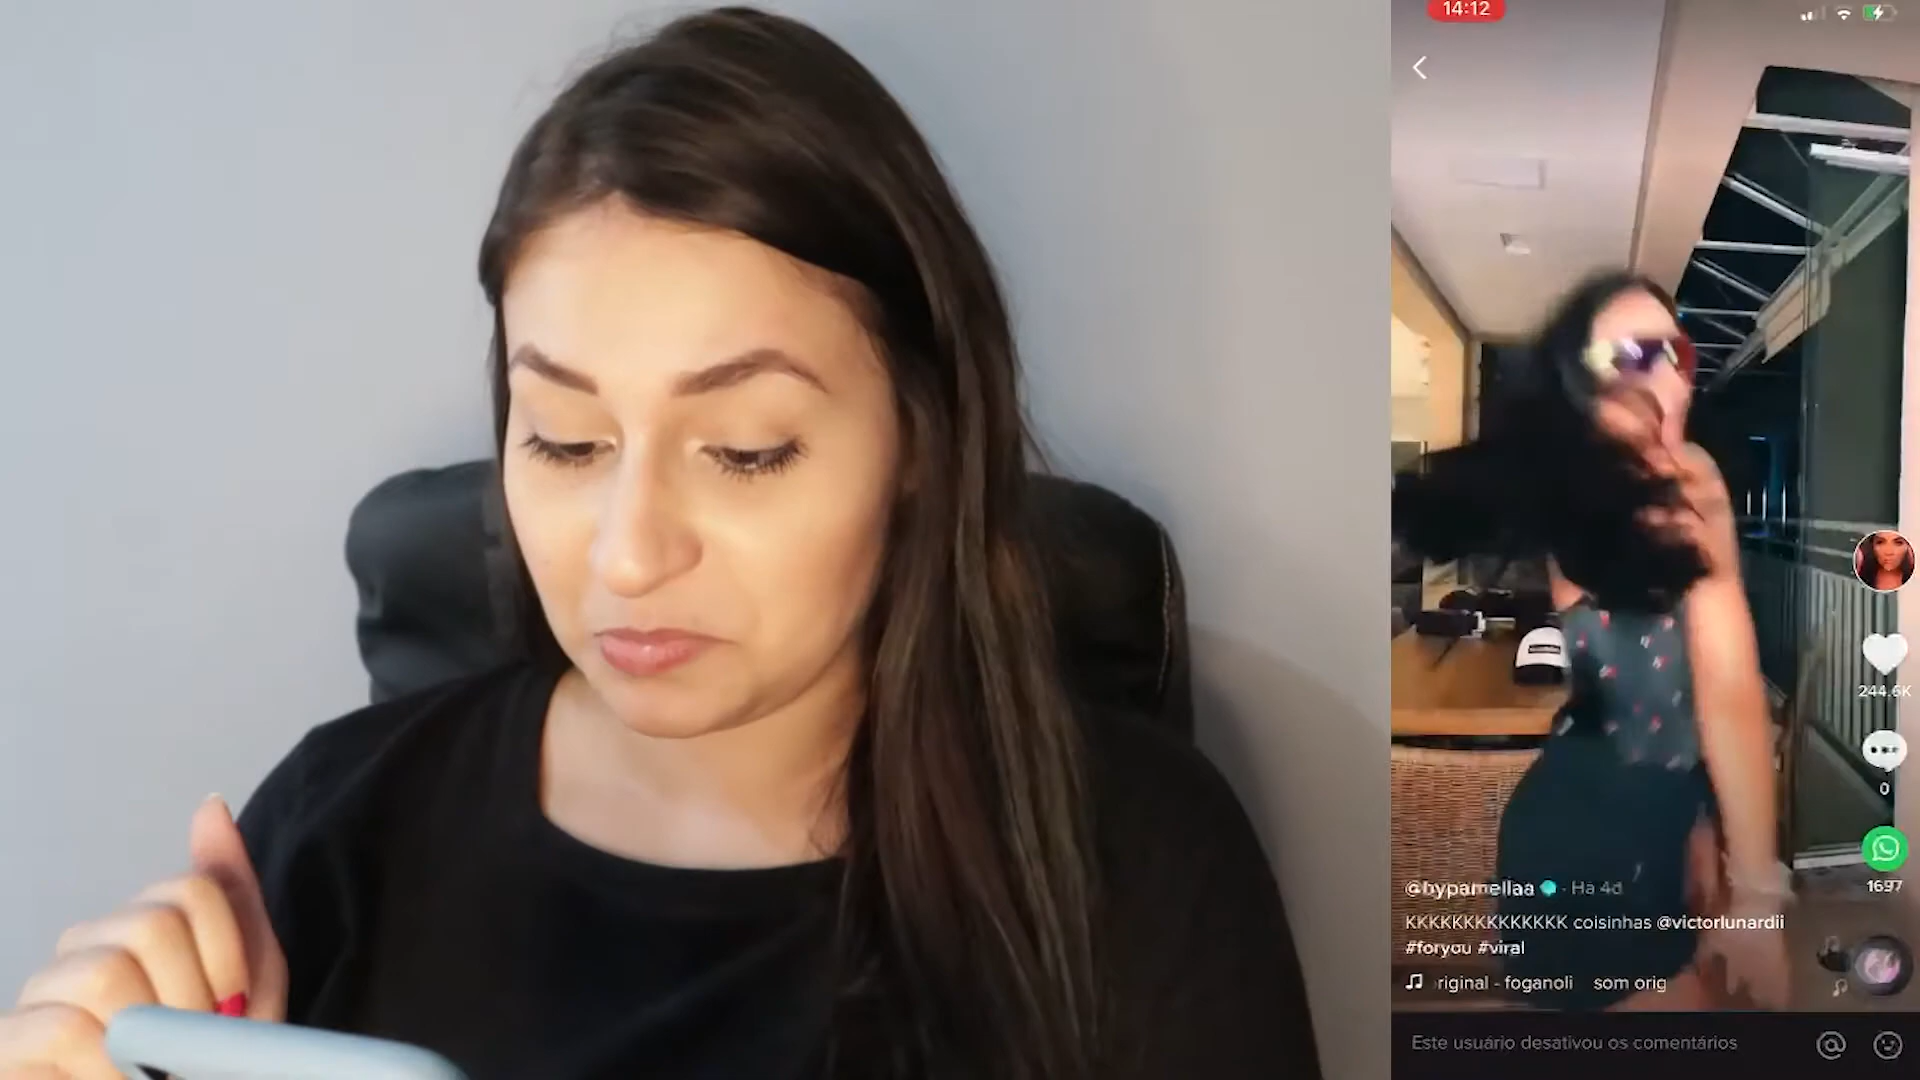 14:12
244.6K
0
1697
@bypamellaa · Há 4d
KKKKKKKKKKKKKK coisinhas @victorlunardii
#foryou #viral
riginal - foganoli som orig
Este usuário desativou os comentários